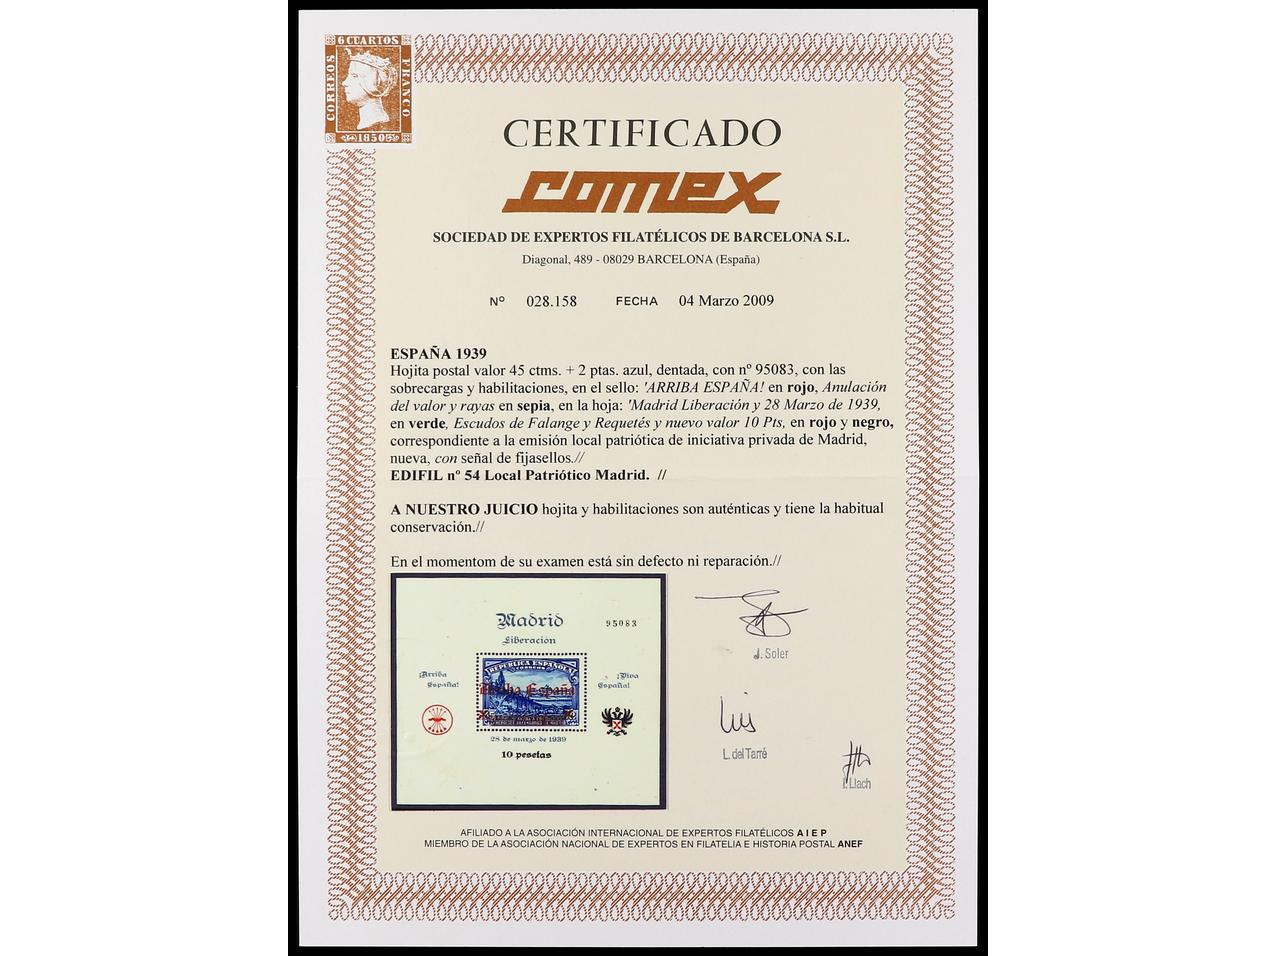 6 CUARTOS
CORREOS
FRANCO
1850
CERTIFICADO
comex
SOCIEDAD DE EXPERTOS FILATÉLICOS DE BARCELONA S.L.
Diagonal, 489 - 08029 BARCELONA (España)
Nº 028.158 FECHA 04 Marzo 2009
ESPAÑA 1939
Hojita postal valor 45 ctms. + 2 ptas. azul, dentada, con nº 95083, con las
sobrecargas y habilitaciones, en el sello: 'ARRIBA ESPAÑA! en rojo, Anulación
del valor y rayas en sepia, en la hoja: 'Madrid Liberación y 28 Marzo de 1939,
en verde, Escudos de Falange y Requetés y nuevo valor 10 Pts, en rojo y negro,
correspondiente a la emisión local patriótica de iniciativa privada de Madrid,
nueva, con señal de fijasellos.//
EDIFIL nº 54 Local Patriótico Madrid. //
A NUESTRO JUICIO hojita y habilitaciones son auténticas y tiene la habitual
conservación.//
En el momentom de su examen está sin defecto ni reparación.//
Madrid
95083
Liberación
¡Arriba
España!
REPUBLICA ESPAÑOLA
CORREOS
Arriba España
¡Viva
España!
28 de marzo de 1939
10 pesetas
J. Soler
L. del Tarré
I. Llach
AFILIADO A LA ASOCIACIÓN INTERNACIONAL DE EXPERTOS FILATÉLICOS A I E P
MIEMBRO DE LA ASOCIACIÓN NACIONAL DE EXPERTOS EN FILATELIA E HISTORIA POSTAL ANEF